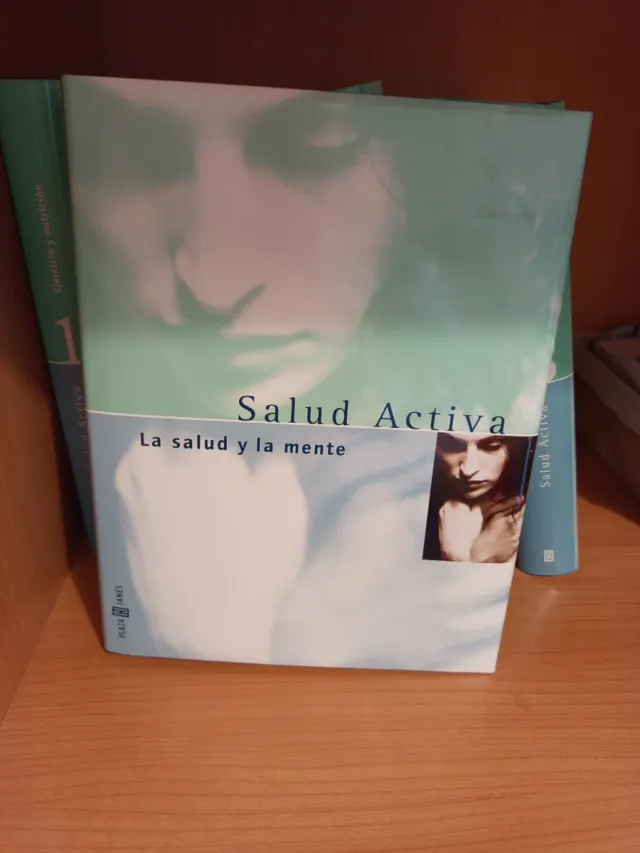 Salud Activa
La salud y la mente
PLAZA JANÉS
Ejercicio y nutrición
1
Salud Activa
Salud Activa